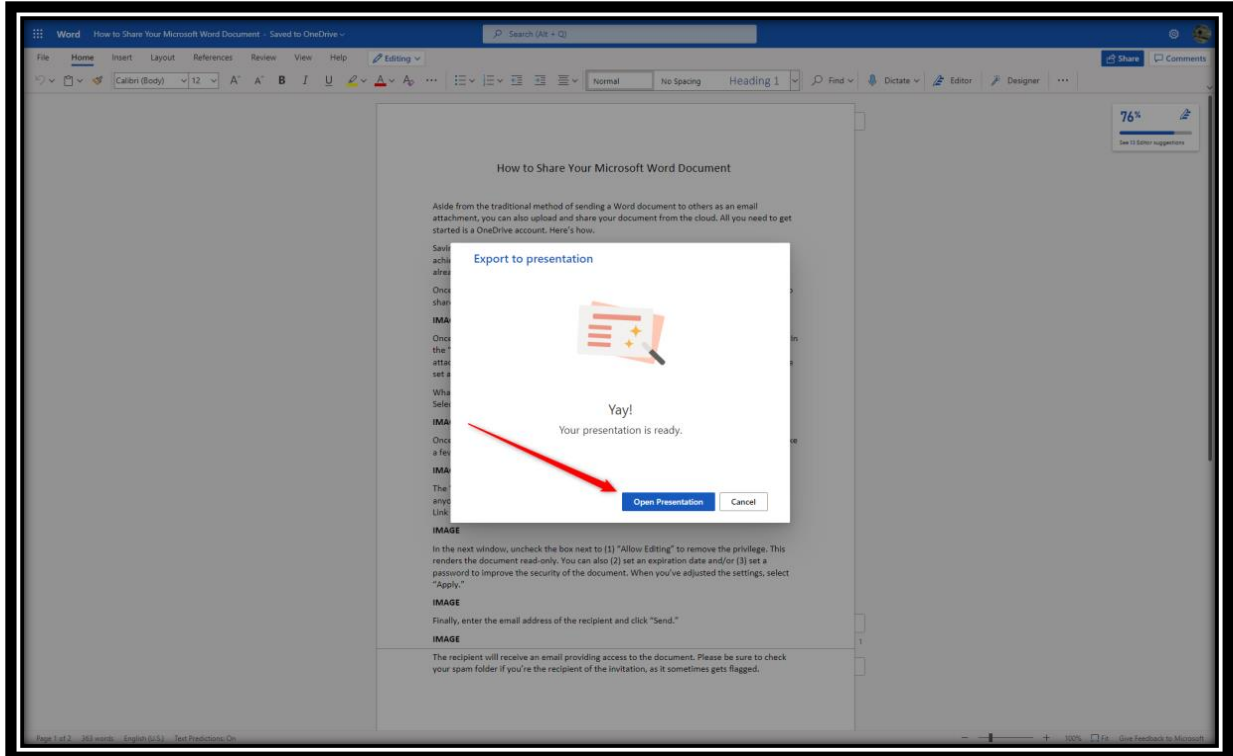 Word How to Share Your Microsoft Word Document - Saved to OneDrive
Search (Alt + Q)
File Home Insert Layout References Review View Help Editing
Share Comments
Calibri (Body) 12 A A B I U A Normal No Spacing Heading 1 Find Dictate Editor Designer
76%
See 13 Editor suggestions
How to Share Your Microsoft Word Document
Aside from the traditional method of sending a Word document to others as an email
attachment, you can also upload and share your document from the cloud. All you need to get
started is a OneDrive account. Here's how.
Export to presentation
Yay!
Your presentation is ready.
Open Presentation Cancel
IMAGE
In the next window, uncheck the box next to (1) "Allow Editing" to remove the privilege. This
renders the document read-only. You can also (2) set an expiration date and/or (3) set a
password to improve the security of the document. When you've adjusted the settings, select
"Apply."
IMAGE
Finally, enter the email address of the recipient and click "Send."
IMAGE
1
The recipient will receive an email providing access to the document. Please be sure to check
your spam folder if you're the recipient of the invitation, as it sometimes gets flagged.
Page 1 of 2 363 words English (U.S.) Text Predictions: On
100% Fit Give Feedback to Microsoft